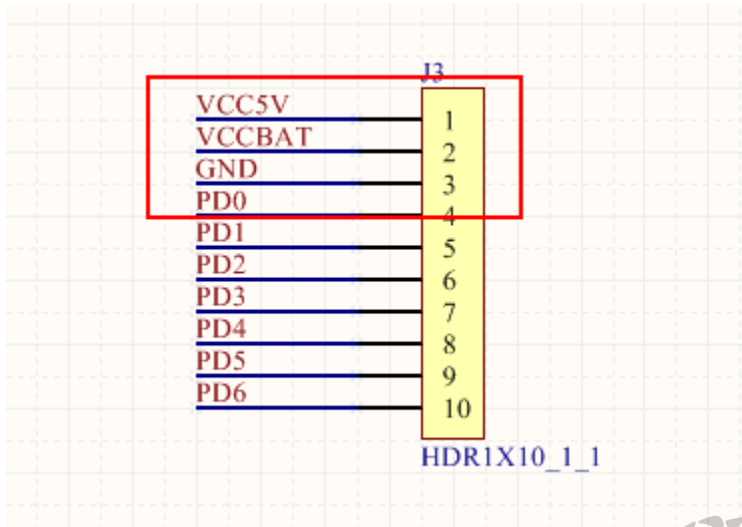 J3
VCC5V 1
VCCBAT 2
GND 3
PD0 4
PD1 5
PD2 6
PD3 7
PD4 8
PD5 9
PD6 10
HDR1X10_1_1